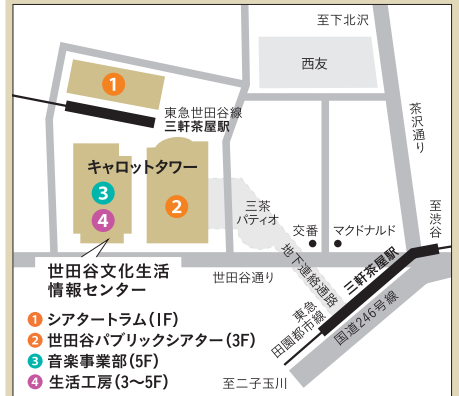 至下北沢
西友
1
東急世田谷線
三軒茶屋駅
茶沢通り
キャロットタワー
3
4
2
三茶
パティオ
交番
マクドナルド
至渋谷
地下連絡通路
三軒茶屋駅
世田谷文化生活
情報センター
世田谷通り
東急
田園都市線
国道246号線
至二子玉川
1 シアタートラム(1F)
2 世田谷パブリックシアター(3F)
3 音楽事業部(5F)
4 生活工房(3〜5F)